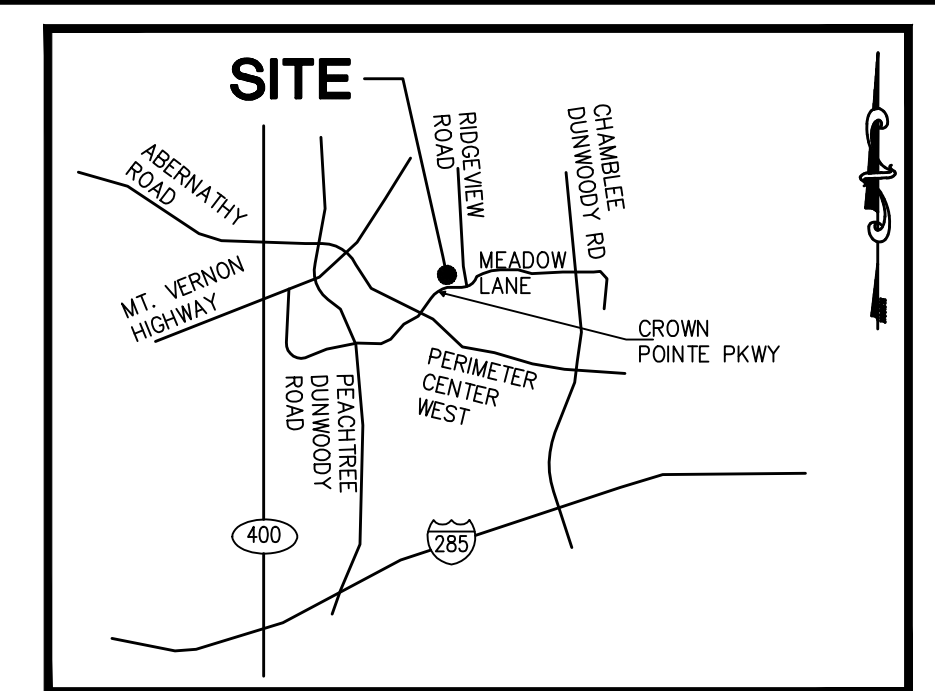 SITE
ABERNATHY
ROAD
RIDGEVIEW
ROAD
CHAMBLEE
DUNWOODY RD
MT. VERNON
HIGHWAY
MEADOW
LANE
CROWN
POINTE PKWY
PERIMETER
CENTER
WEST
PEACHTREE
DUNWOODY
ROAD
400
285